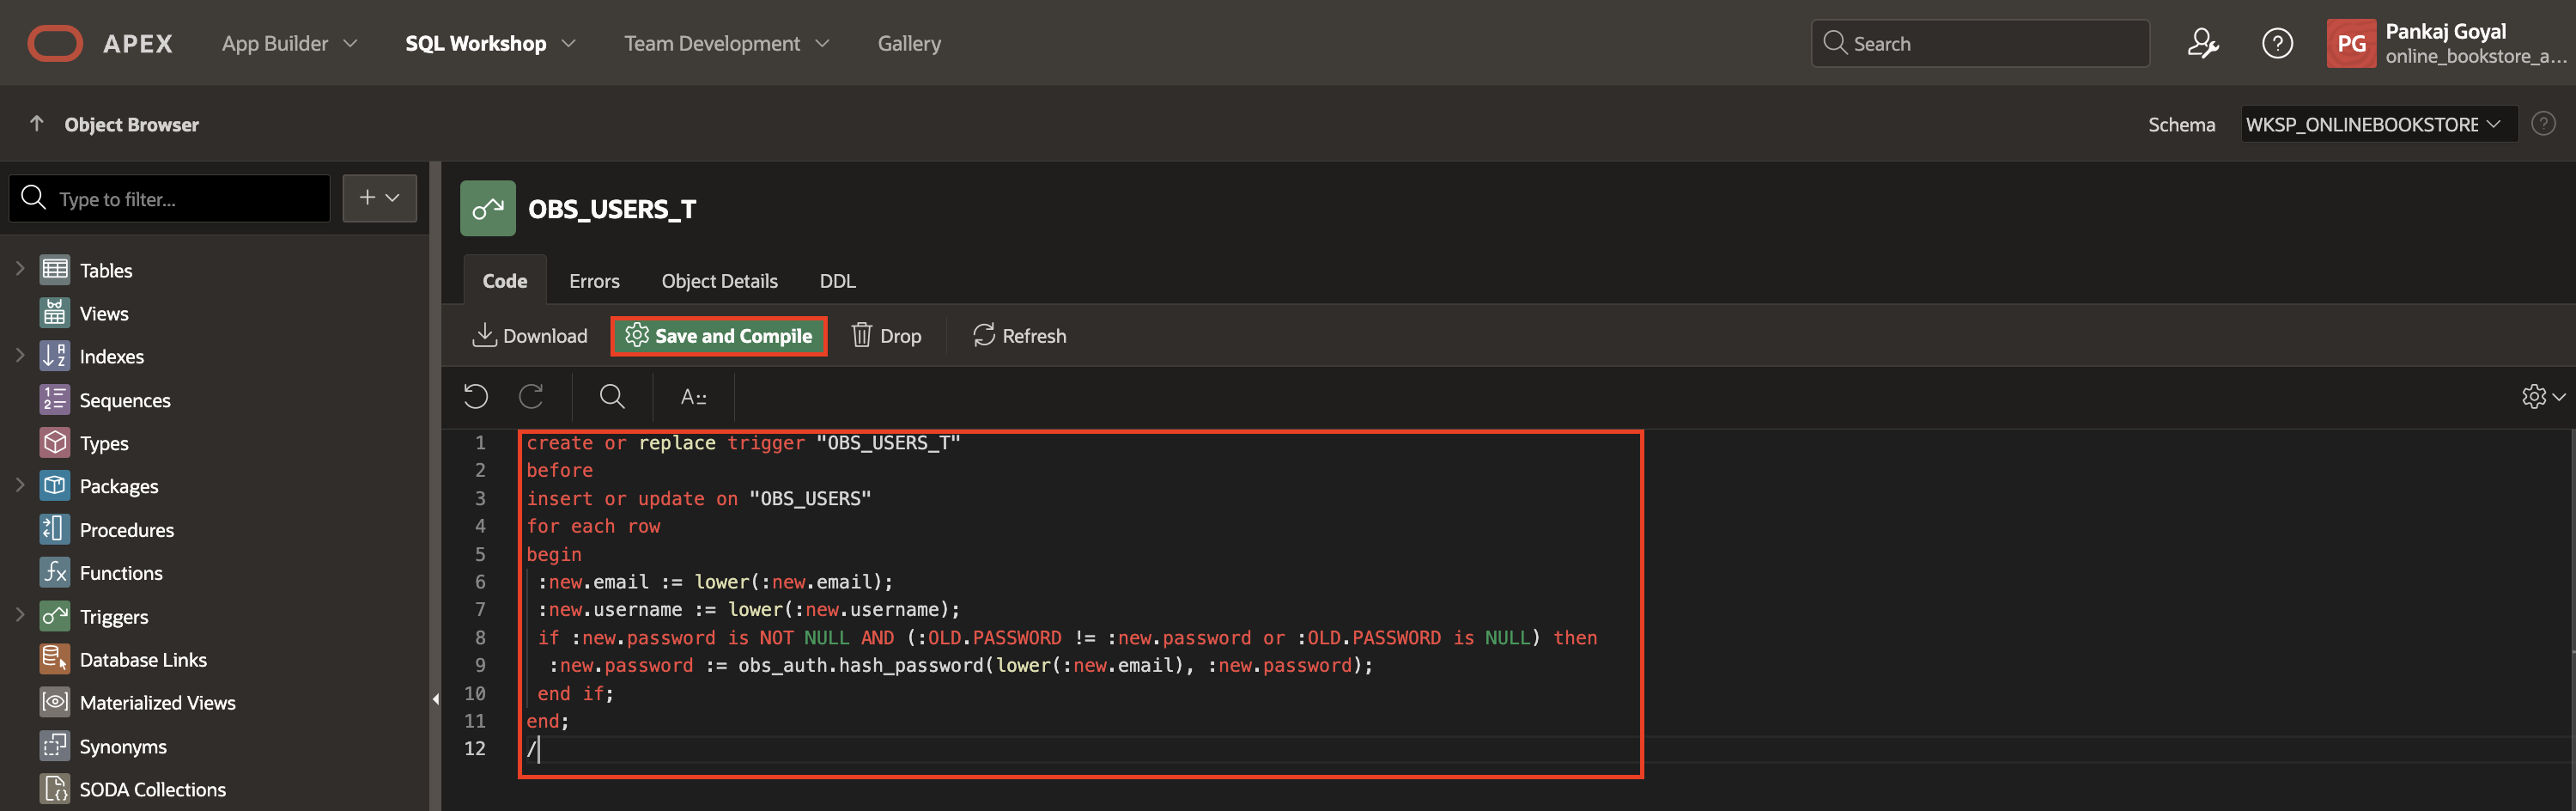 APEX App Builder SQL Workshop Team Development Gallery Search PG Pankaj Goyal
online_bookstore_a...
Object Browser Schema WKSP_ONLINEBOOKSTORE
Type to filter...
OBS_USERS_T
Tables
Views
Indexes
Sequences
Types
Packages
Procedures
Functions
Triggers
Database Links
Materialized Views
Synonyms
SODA Collections
Code Errors Object Details DDL
Download Save and Compile Drop Refresh
1 create or replace trigger "OBS_USERS_T"
2 before
3 insert or update on "OBS_USERS"
4 for each row
5 begin
6 :new.email := lower(:new.email);
7 :new.username := lower(:new.username);
8 if :new.password is NOT NULL AND (:OLD.PASSWORD != :new.password or :OLD.PASSWORD is NULL) then
9 :new.password := obs_auth.hash_password(lower(:new.email), :new.password);
10 end if;
11 end;
12 /